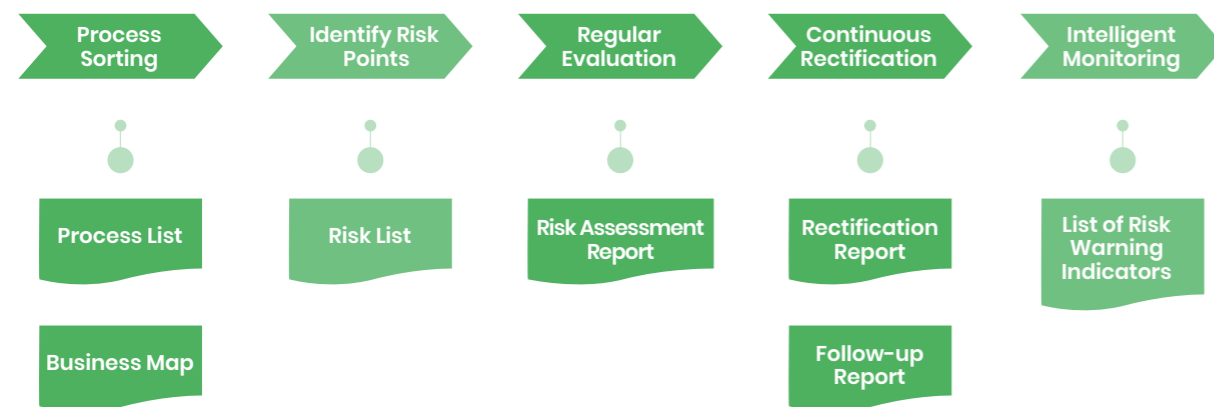 Process
Sorting
Identify Risk
Points
Regular
Evaluation
Continuous
Rectification
Intelligent
Monitoring
Process List
Risk List
Risk Assessment
Report
Rectification
Report
List of Risk
Warning
Indicators
Business Map
Follow-up
Report